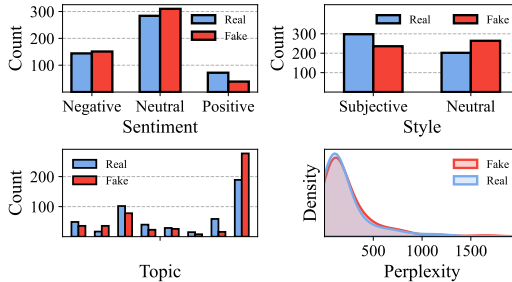 Count
300
200
100
Real
Fake
Negative Neutral Positive
Sentiment
Count
300
200
100
Real Fake
Subjective Neutral
Style
Count
200
100
Real
Fake
Topic
Density
Fake
Real
500 1000 1500
Perplexity